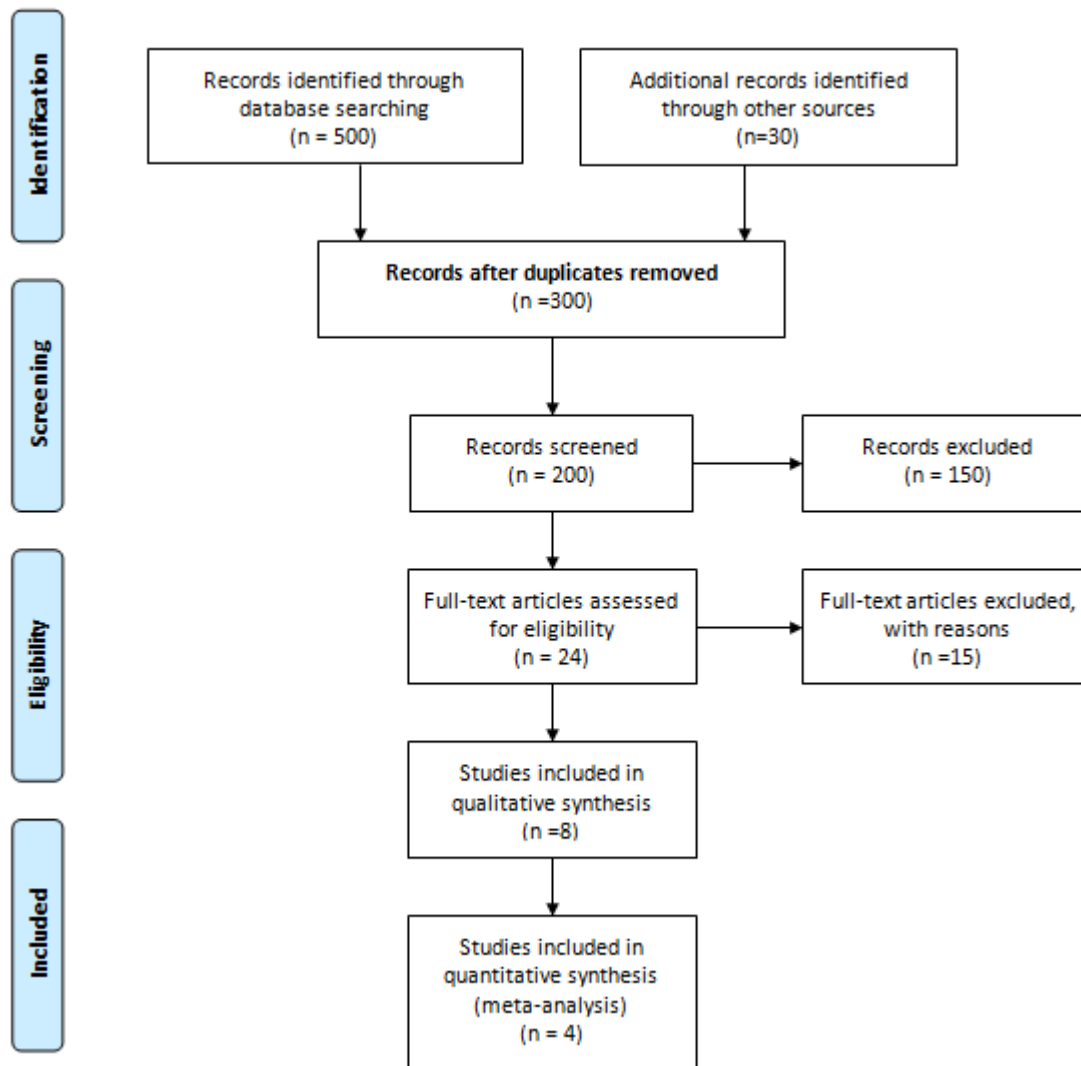 Identification
Records identified through
database searching
(n = 500)
Additional records identified
through other sources
(n=30)
Records after duplicates removed
(n =300)
Screening
Records screened
(n = 200)
Records excluded
(n = 150)
Eligibility
Full-text articles assessed
for eligibility
(n = 24)
Full-text articles excluded,
with reasons
(n =15)
Studies included in
qualitative synthesis
(n =8)
Included
Studies included in
quantitative synthesis
(meta-analysis)
(n = 4)